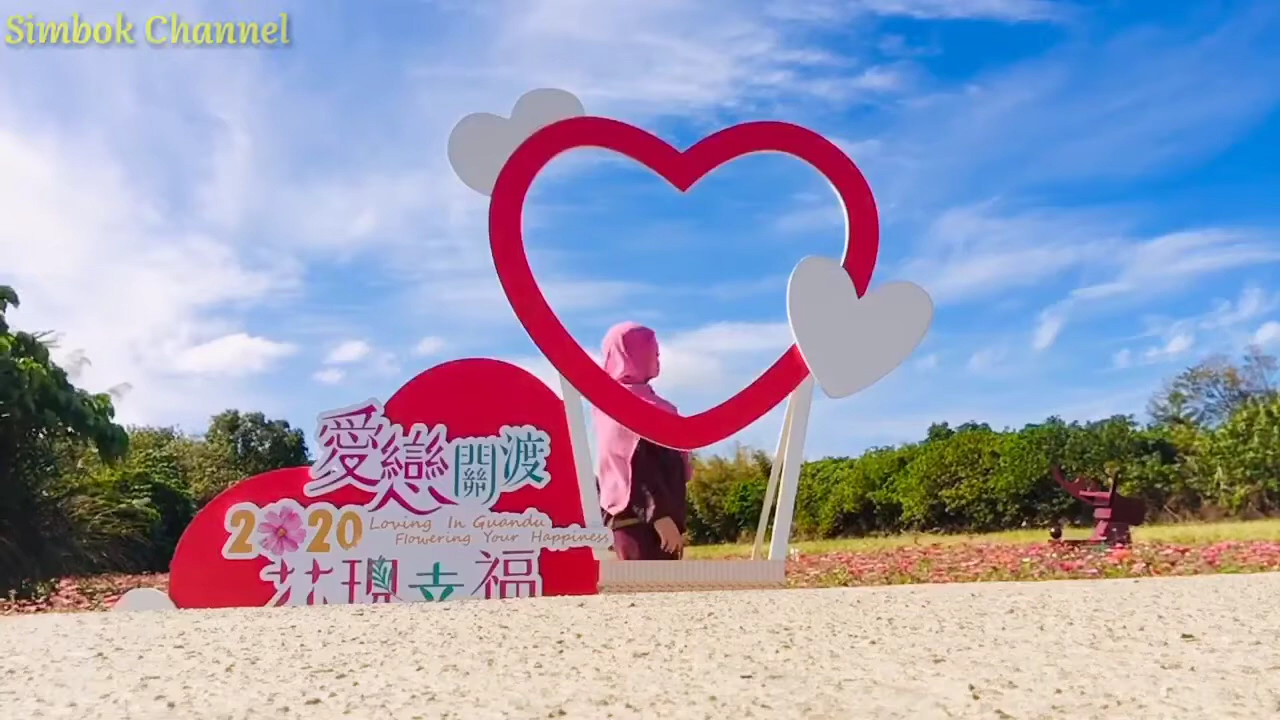 Simbok Channel
愛戀關渡
2020 Loving In Guandu
Flowering Your Happiness
花現幸福